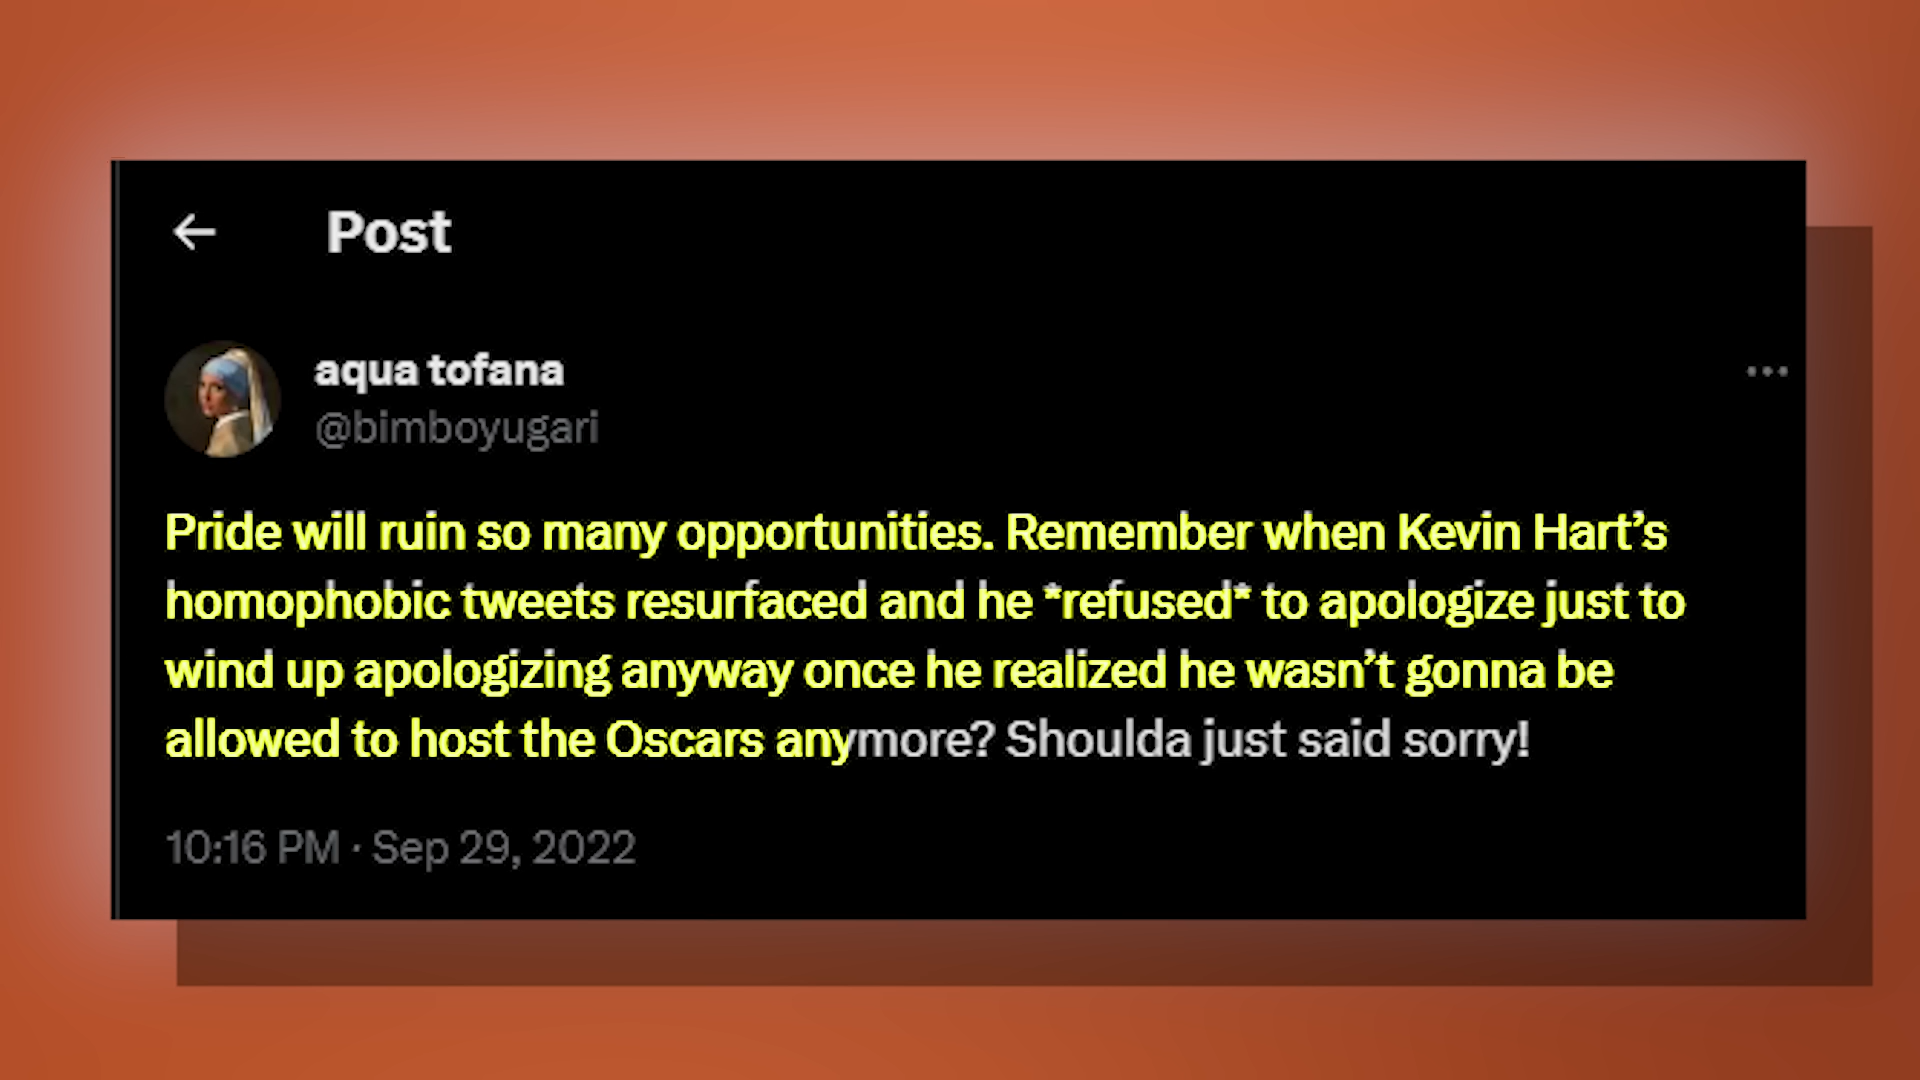 Post
aqua tofana
@bimboyugari
Pride will ruin so many opportunities. Remember when Kevin Hart’s
homophobic tweets resurfaced and he *refused* to apologize just to
wind up apologizing anyway once he realized he wasn’t gonna be
allowed to host the Oscars anymore? Shoulda just said sorry!
10:16 PM · Sep 29, 2022